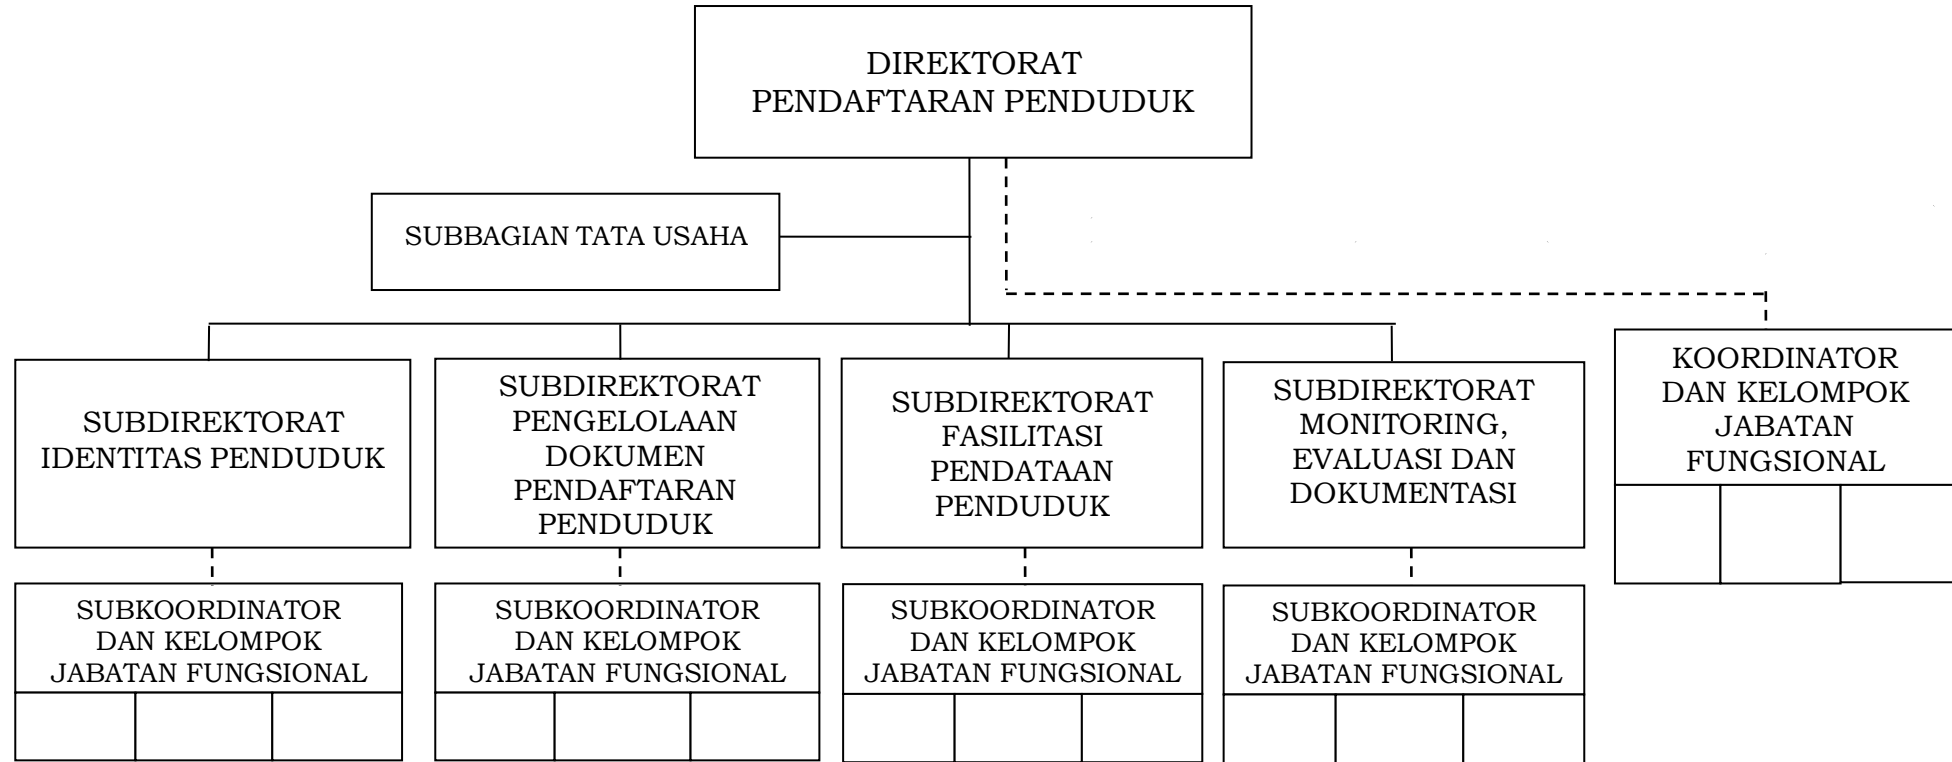 DIREKTORAT
PENDAFTARAN PENDUDUK
SUBBAGIAN TATA USAHA
SUBDIREKTORAT
IDENTITAS PENDUDUK
SUBDIREKTORAT
PENGELOLAAN
DOKUMEN
PENDAFTARAN
PENDUDUK
SUBDIREKTORAT
FASILITASI
PENDATAAN
PENDUDUK
SUBDIREKTORAT
MONITORING,
EVALUASI DAN
DOKUMENTASI
KOORDINATOR
DAN KELOMPOK
JABATAN
FUNGSIONAL
SUBKOORDINATOR
DAN KELOMPOK
JABATAN FUNGSIONAL
SUBKOORDINATOR
DAN KELOMPOK
JABATAN FUNGSIONAL
SUBKOORDINATOR
DAN KELOMPOK
JABATAN FUNGSIONAL
SUBKOORDINATOR
DAN KELOMPOK
JABATAN FUNGSIONAL